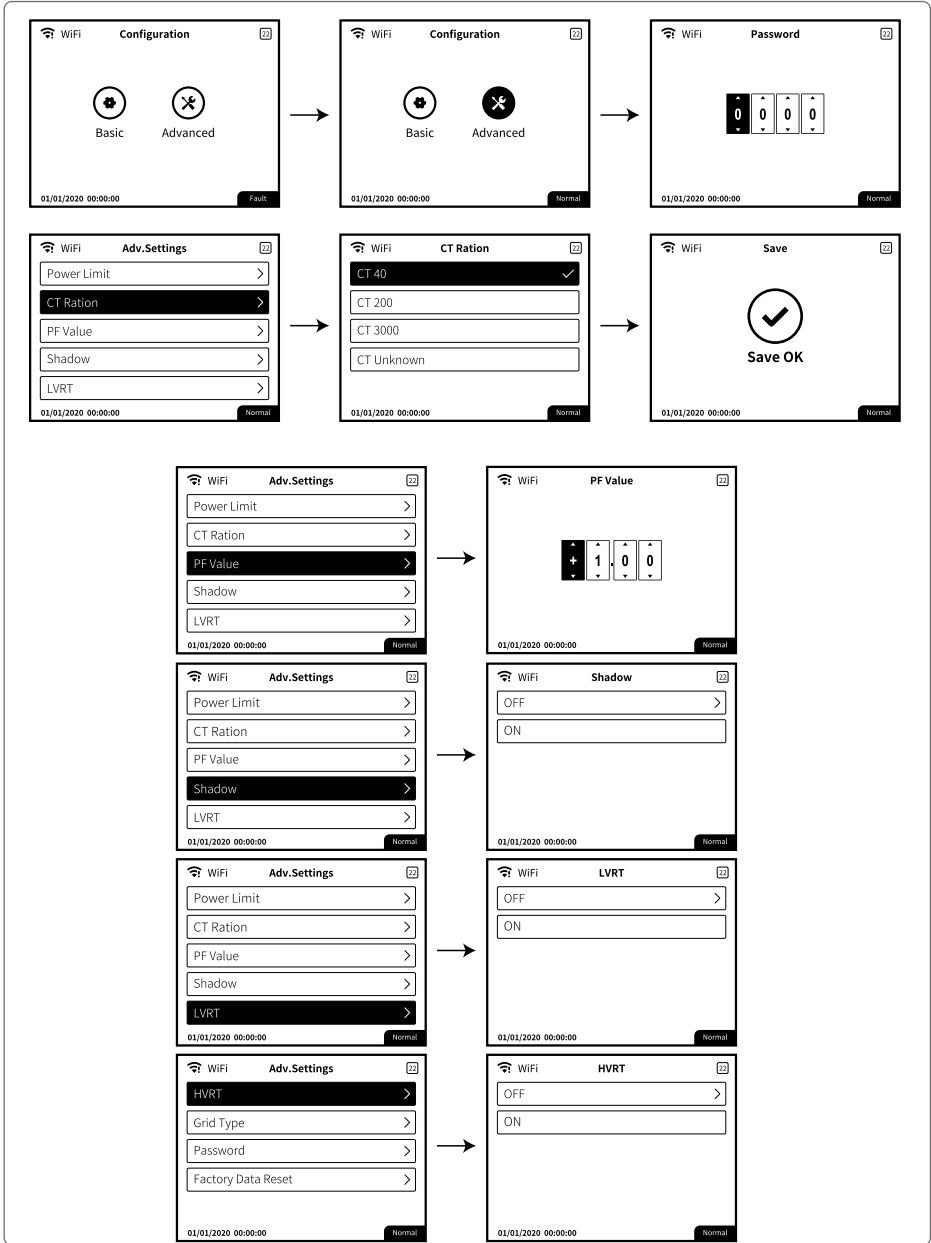 WiFi Configuration 22
Basic Advanced
01/01/2020 00:00:00 Fault
WiFi Configuration 22
Basic Advanced
01/01/2020 00:00:00 Normal
WiFi Password 22
0 0 0 0
01/01/2020 00:00:00 Normal
WiFi Adv.Settings 22
Power Limit
CT Ration
PF Value
Shadow
LVRT
01/01/2020 00:00:00 Normal
WiFi CT Ration 22
CT 40
CT 200
CT 3000
CT Unknown
01/01/2020 00:00:00 Normal
WiFi Save 22
Save OK
01/01/2020 00:00:00 Normal
WiFi Adv.Settings 22
Power Limit
CT Ration
PF Value
Shadow
LVRT
01/01/2020 00:00:00 Normal
WiFi PF Value 22
+ 1 . 0 0
01/01/2020 00:00:00 Normal
WiFi Adv.Settings 22
Power Limit
CT Ration
PF Value
Shadow
LVRT
01/01/2020 00:00:00 Normal
WiFi Shadow 22
OFF
ON
01/01/2020 00:00:00 Normal
WiFi Adv.Settings 22
Power Limit
CT Ration
PF Value
Shadow
LVRT
01/01/2020 00:00:00 Normal
WiFi LVRT 22
OFF
ON
01/01/2020 00:00:00 Normal
WiFi Adv.Settings 22
HVRT
Grid Type
Password
Factory Data Reset
01/01/2020 00:00:00 Normal
WiFi HVRT 22
OFF
ON
01/01/2020 00:00:00 Normal